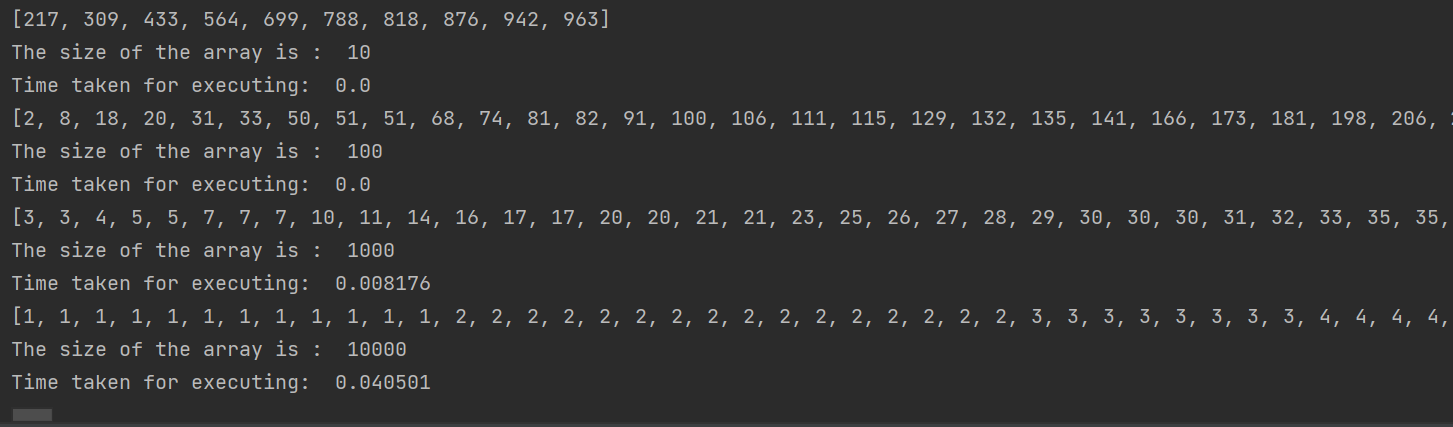 [217, 309, 433, 564, 699, 788, 818, 876, 942, 963]
The size of the array is :  10
Time taken for executing:  0.0
[2, 8, 18, 20, 31, 33, 50, 51, 51, 68, 74, 81, 82, 91, 100, 106, 111, 115, 129, 132, 135, 141, 166, 173, 181, 198, 206,
The size of the array is :  100
Time taken for executing:  0.0
[3, 3, 4, 5, 5, 7, 7, 7, 10, 11, 14, 16, 17, 17, 20, 20, 21, 21, 23, 25, 26, 27, 28, 29, 30, 30, 30, 31, 32, 33, 35, 35,
The size of the array is :  1000
Time taken for executing:  0.008176
[1, 1, 1, 1, 1, 1, 1, 1, 1, 1, 1, 1, 2, 2, 2, 2, 2, 2, 2, 2, 2, 2, 2, 2, 2, 2, 2, 2, 3, 3, 3, 3, 3, 3, 3, 3, 4, 4, 4, 4,
The size of the array is :  10000
Time taken for executing:  0.040501